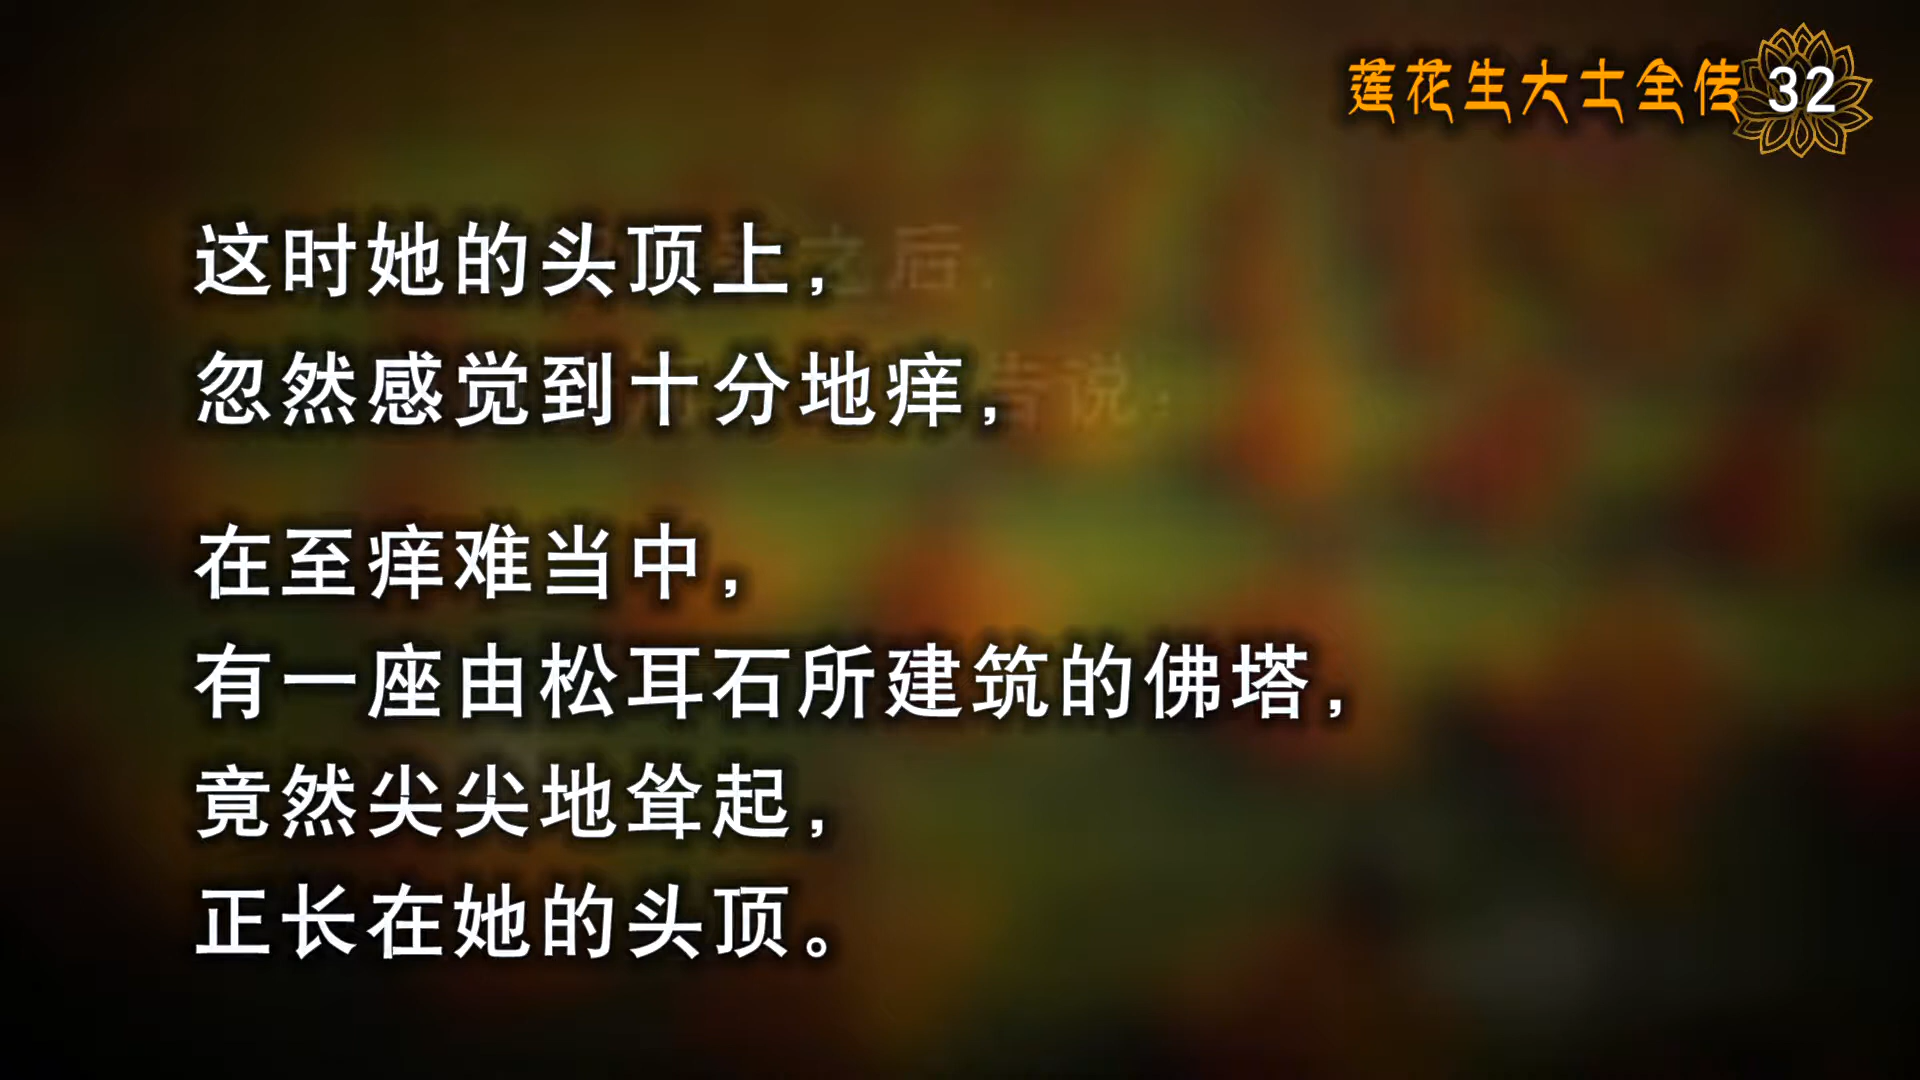 莲花生大士全传 32
这时她的头顶上，
忽然感觉到十分地痒，
在至痒难当中，
有一座由松耳石所建筑的佛塔，
竟然尖尖地耸起，
正长在她的头顶。